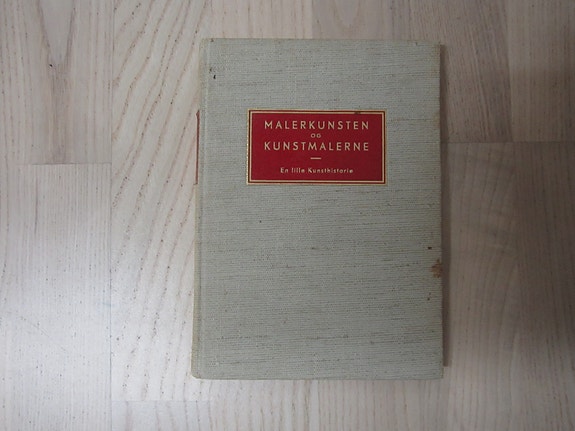 MALERKUNSTEN
OG
KUNSTMALERNE
En lille Kunsthistorie